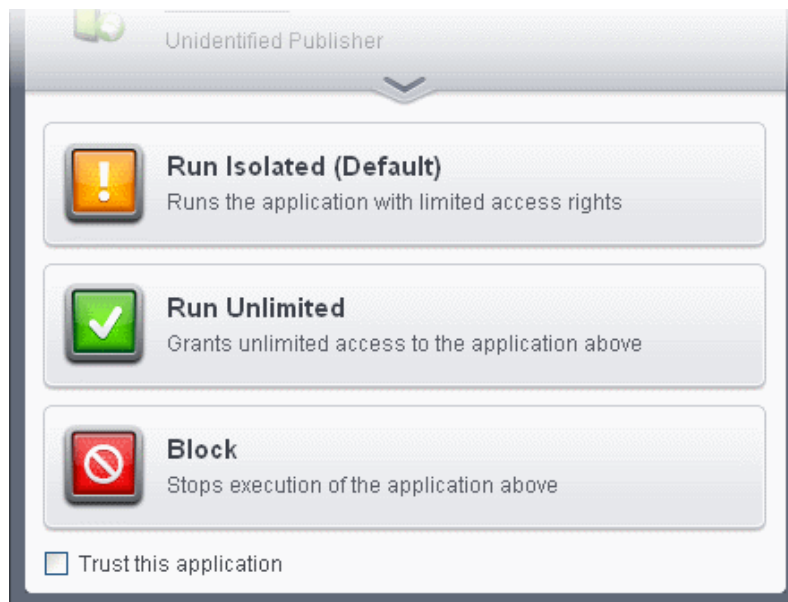 Unidentified Publisher
Run Isolated (Default)
Runs the application with limited access rights
Run Unlimited
Grants unlimited access to the application above
Block
Stops execution of the application above
Trust this application